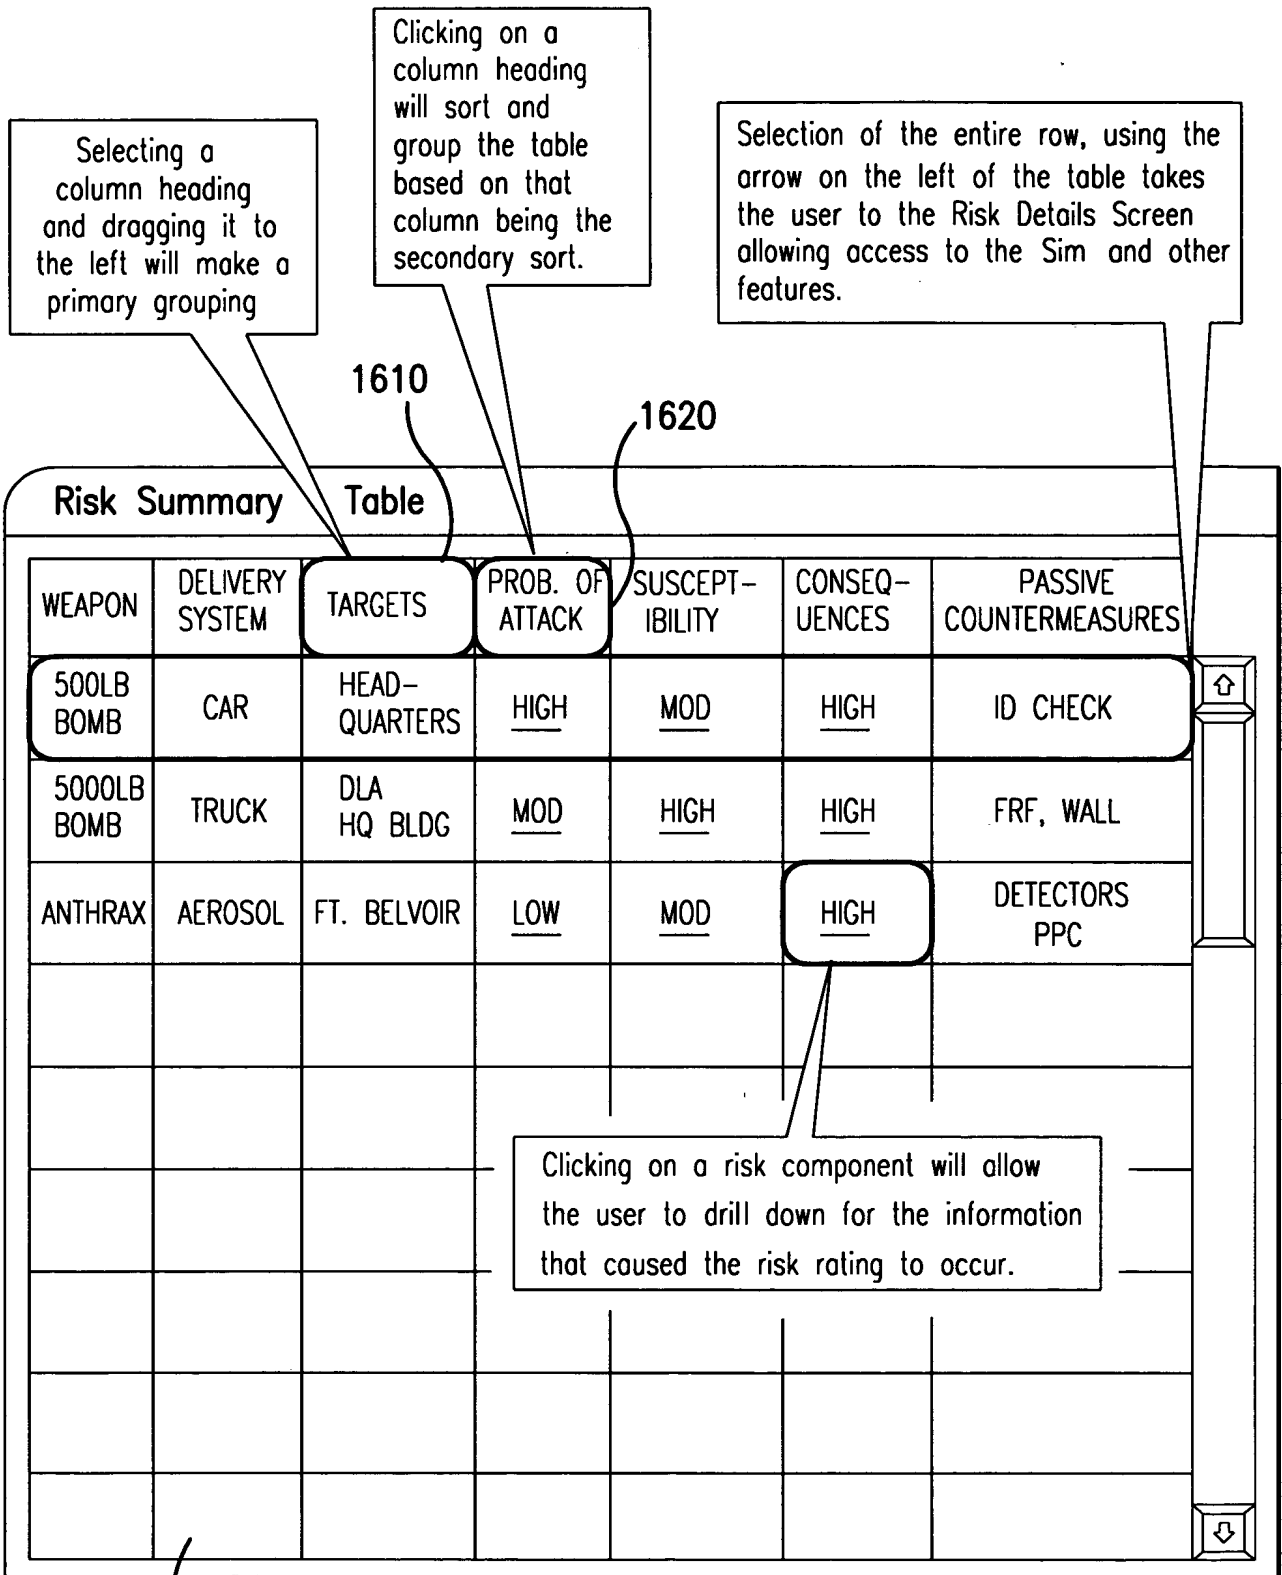 Clicking on a
column heading
will sort and
group the table
based on that
column being the
secondary sort.
Selecting a
column heading
and dragging it to
the left will make a
primary grouping
Selection of the entire row, using the
arrow on the left of the table takes
the user to the Risk Details Screen
allowing access to the Sim and other
features.
1610
1620
Risk Summary Table
WEAPON
DELIVERY
SYSTEM
TARGETS
PROB. OF
ATTACK
SUSCEPT-
IBILITY
CONSEQ-
UENCES
PASSIVE
COUNTERMEASURES
500LB
BOMB
CAR
HEAD-
QUARTERS
HIGH
MOD
HIGH
ID CHECK
5000LB
BOMB
TRUCK
DLA
HQ BLDG
MOD
HIGH
HIGH
FRF, WALL
ANTHRAX
AEROSOL
FT. BELVOIR
LOW
MOD
HIGH
DETECTORS
PPC
Clicking on a risk component will allow
the user to drill down for the information
that caused the risk rating to occur.